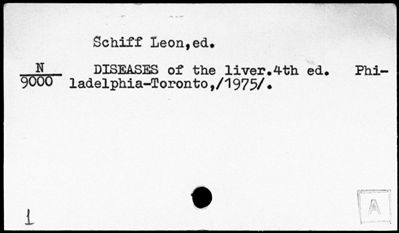 Schiff Leon,ed.
N
9000
DISEASES of the liver.4th ed. Phi-
ladelphia-Toronto,/1975/.
1
A